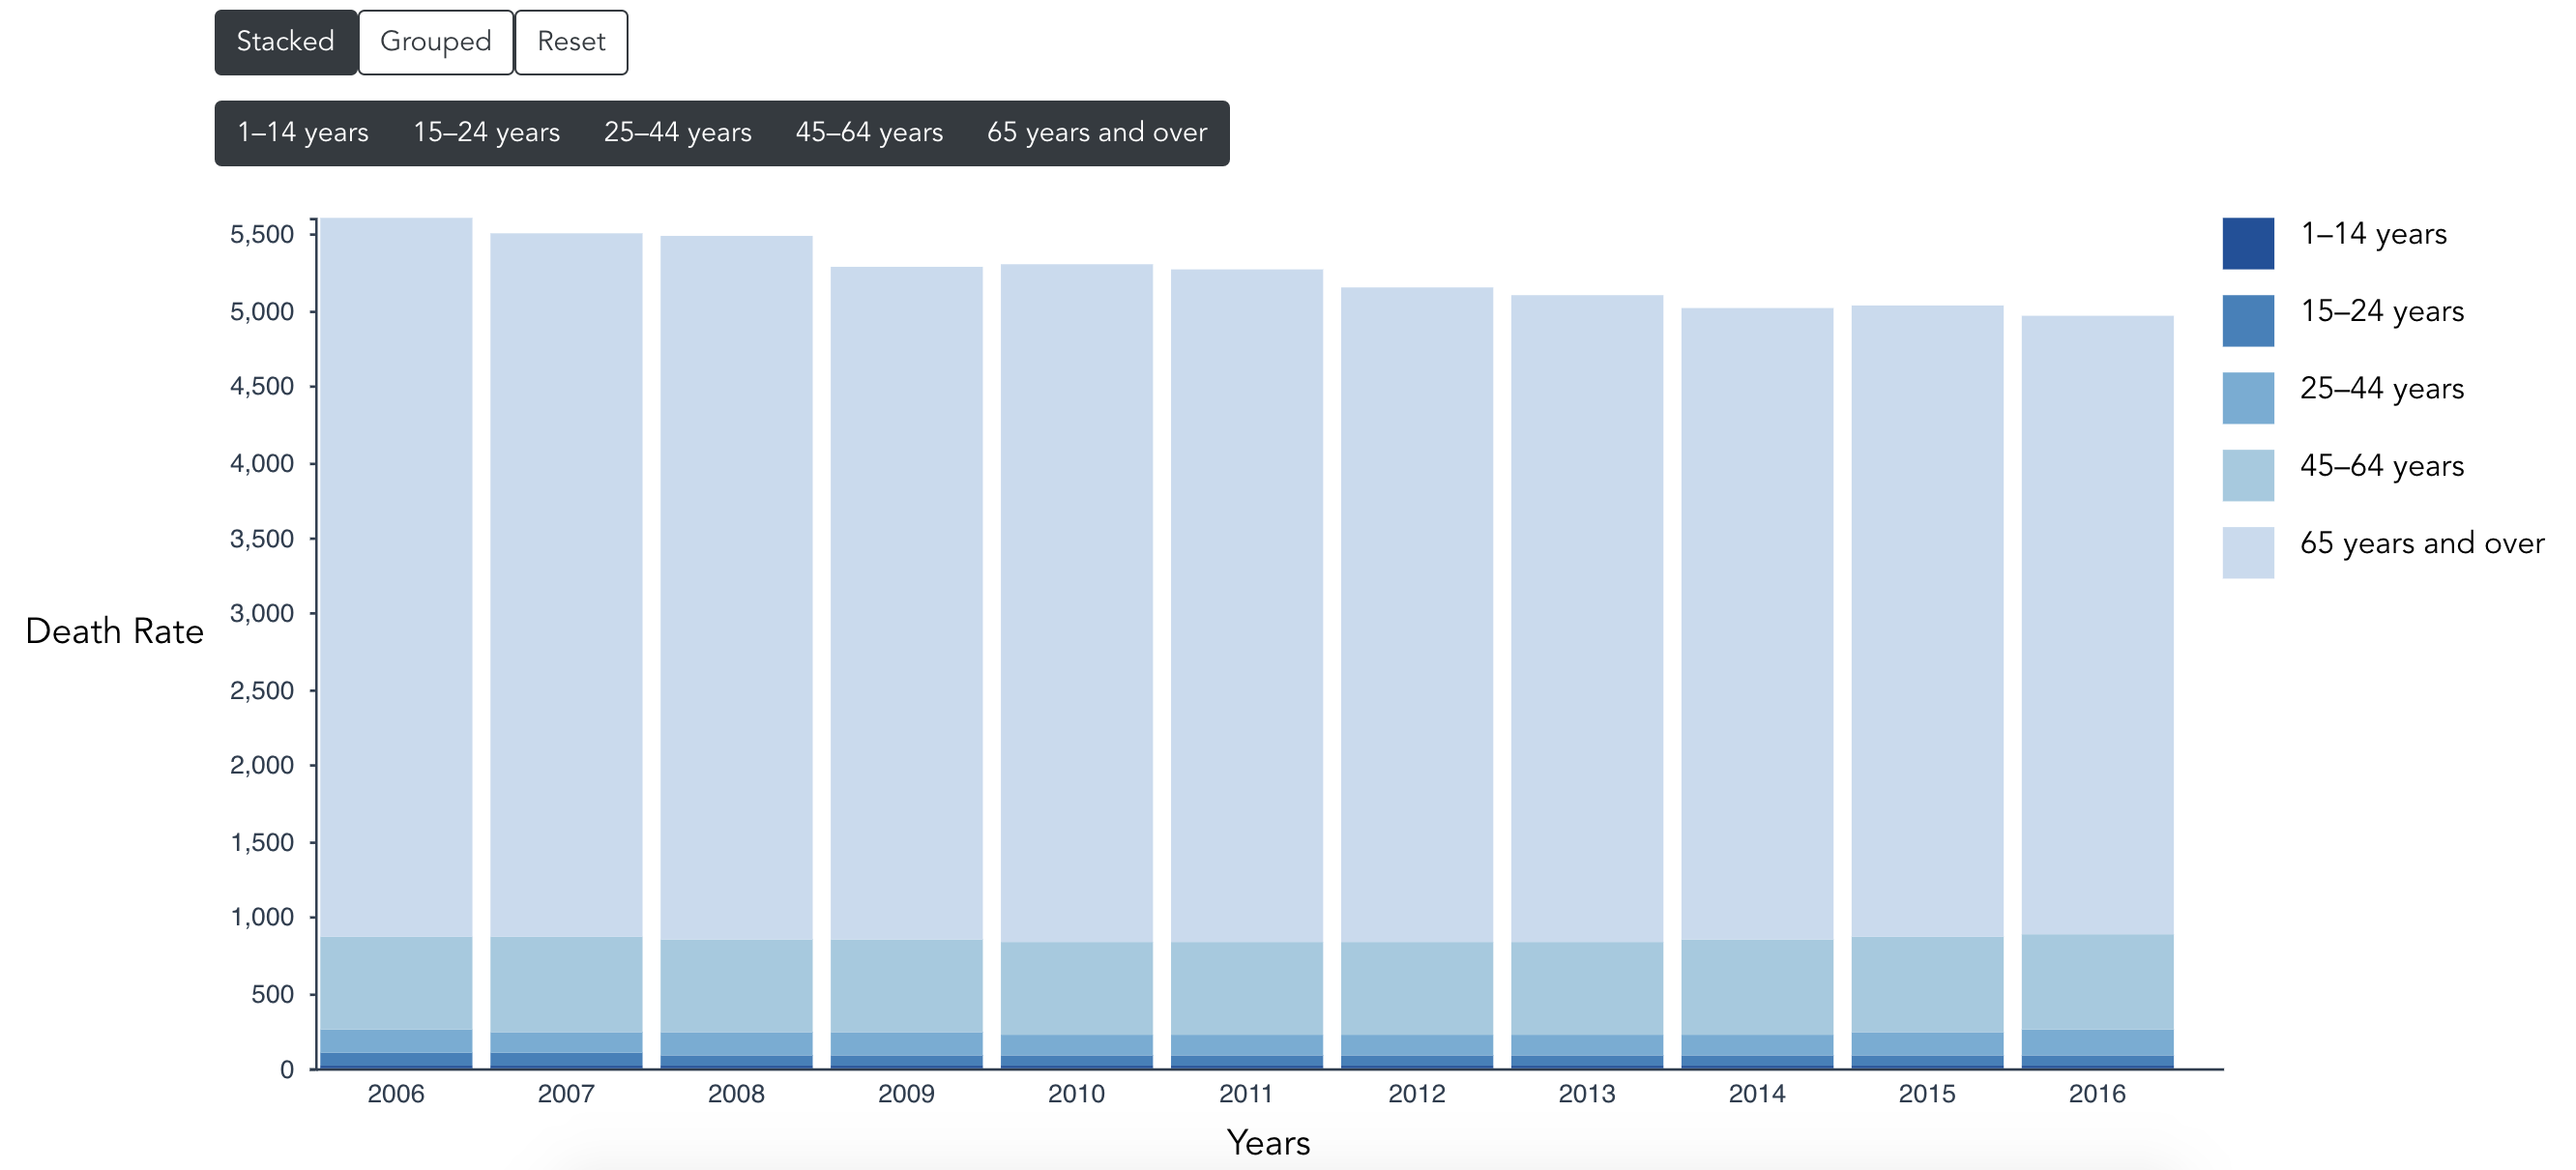 Stacked Grouped Reset
1–14 years 15–24 years 25–44 years 45–64 years 65 years and over
5,500
5,000
4,500
4,000
3,500
3,000
2,500
2,000
1,500
1,000
500
0
Death Rate
2006 2007 2008 2009 2010 2011 2012 2013 2014 2015 2016
Years
1–14 years
15–24 years
25–44 years
45–64 years
65 years and over